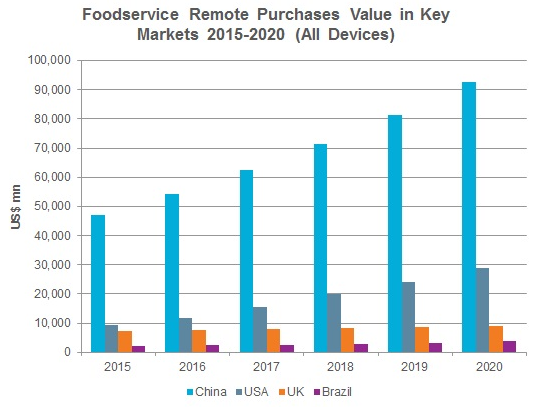 Foodservice Remote Purchases Value in Key
Markets 2015-2020 (All Devices)
100,000
90,000
80,000
70,000
60,000
50,000
40,000
30,000
20,000
10,000
0
US$ mn
2015 2016 2017 2018 2019 2020
China USA UK Brazil